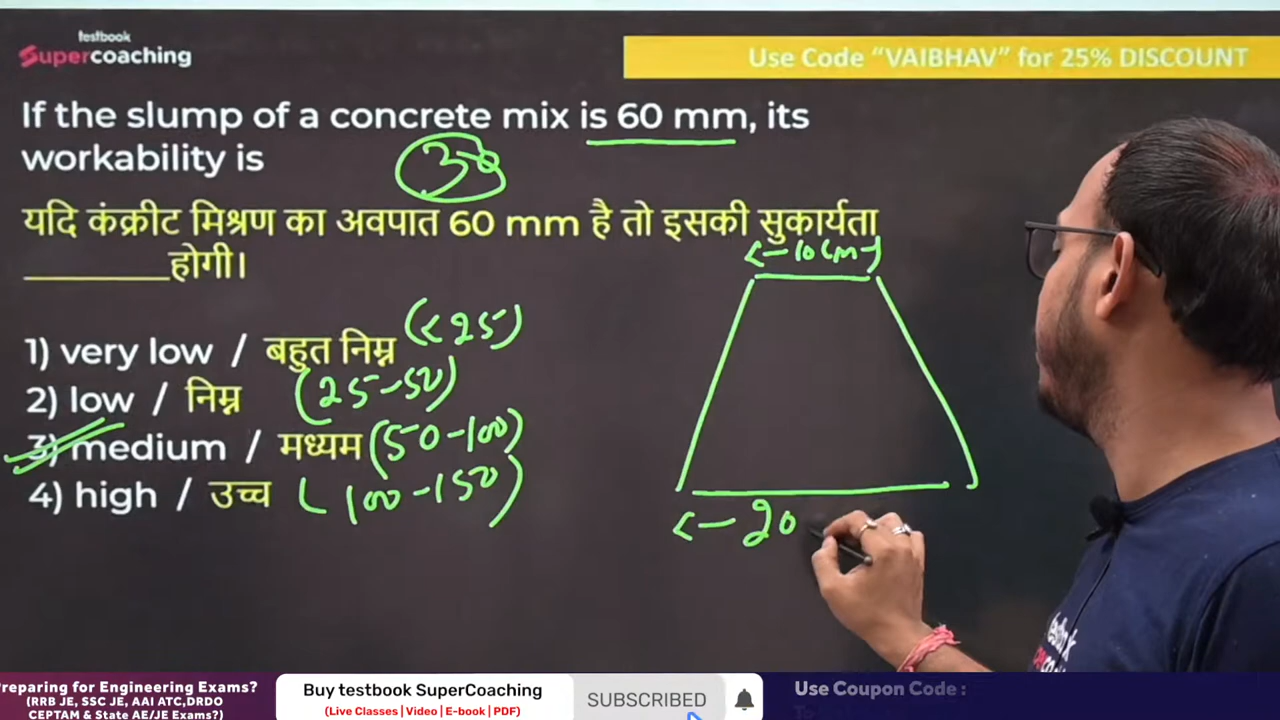 testbook
Supercoaching
Use Code “VAIBHAV” for 25% DISCOUNT
If the slump of a concrete mix is 60 mm, its
workability is
यदि कंक्रीट मिश्रण का अवपात 60 mm है तो इसकी सुकार्यता
________होगी।
<-10cm
1) very low / बहुत निम्न (<25)
2) low / निम्न (25-50)
3) medium / मध्यम (50-100)
4) high / उच्च (100-150)
<-20
Preparing for Engineering Exams?
(RRB JE, SSC JE, AAI ATC,DRDO
CEPTAM & State AE/JE Exams?)
Buy testbook SuperCoaching
(Live Classes | Video | E-book | PDF)
SUBSCRIBED
Use Coupon Code :